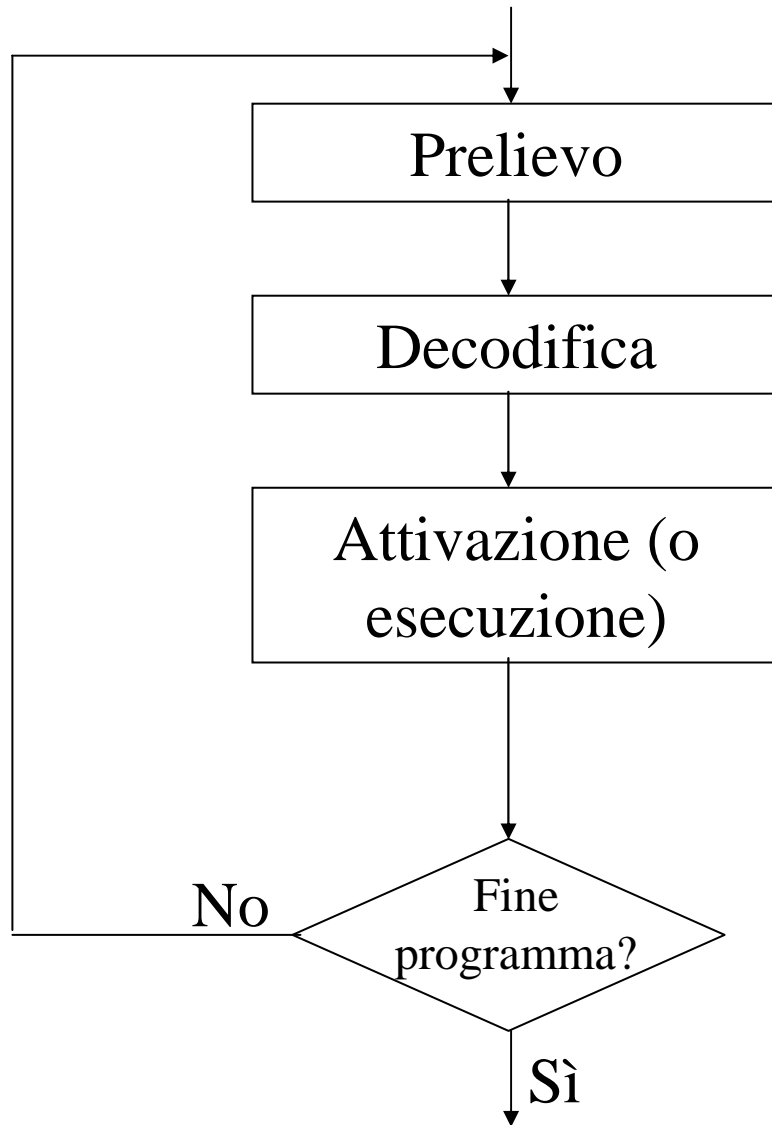 Prelievo
Decodifica
Attivazione (o
esecuzione)
No
Fine
programma?
Sì